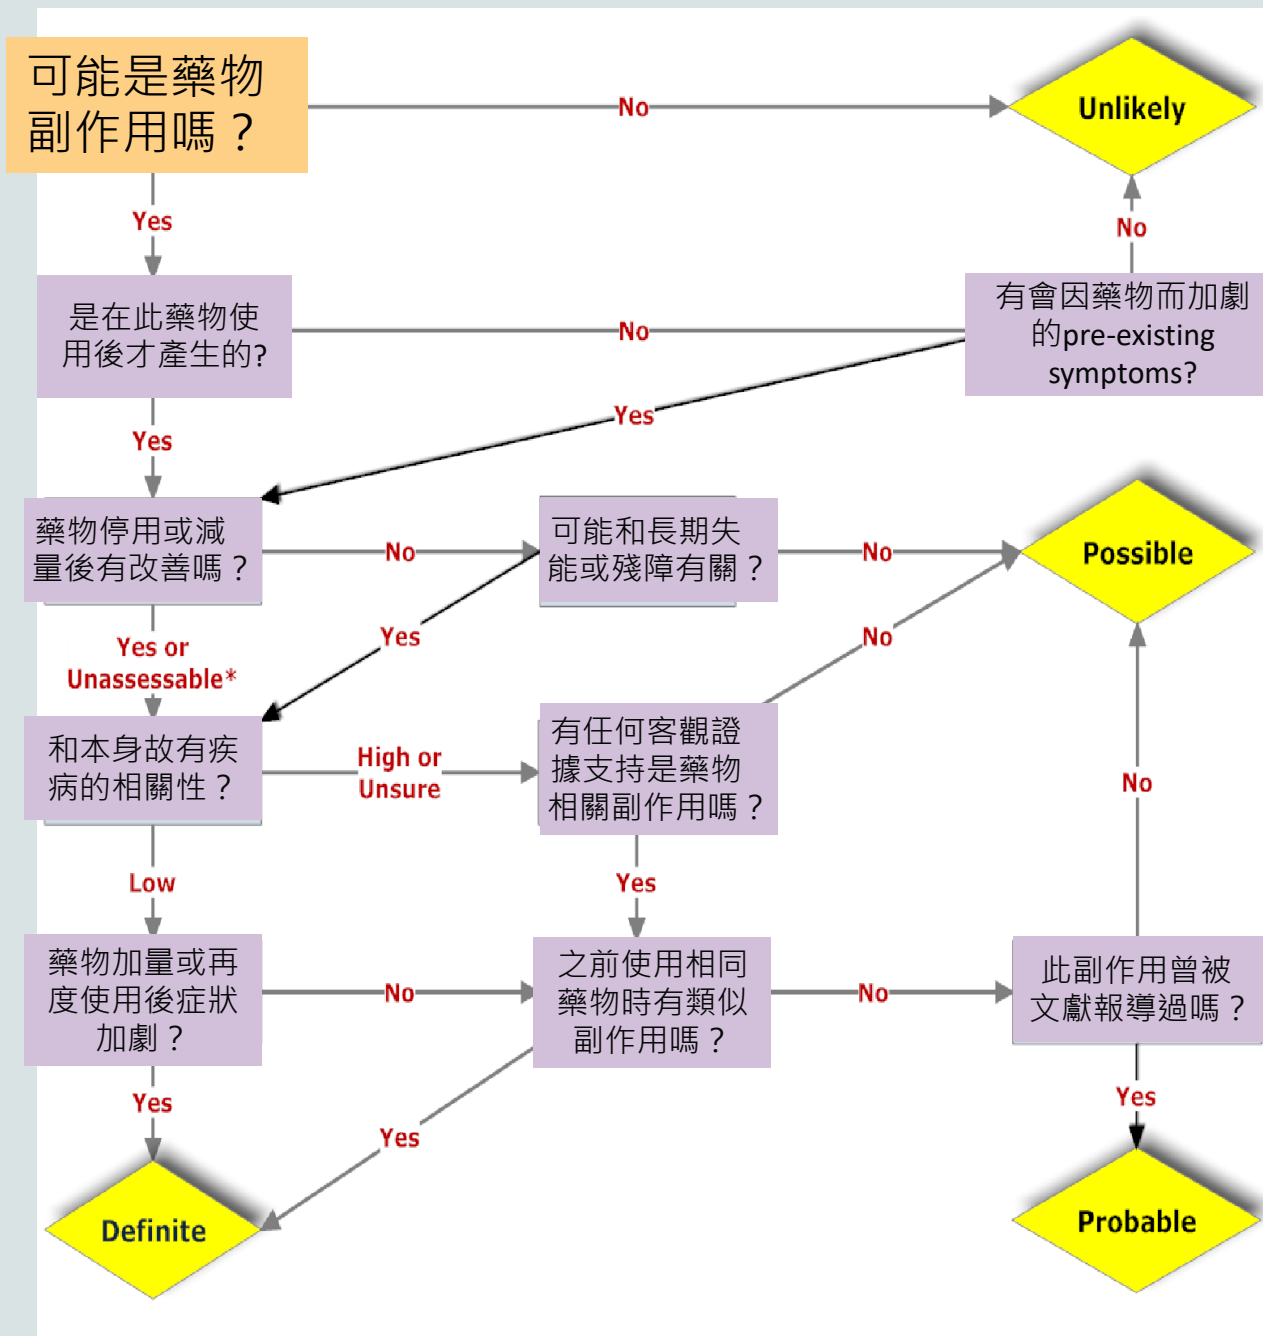 可能是藥物
副作用嗎？
No
Unlikely
Yes
No
是在此藥物使
用後才產生的?
No
有會因藥物而加劇
的pre-existing
symptoms?
Yes
Yes
藥物停用或減
量後有改善嗎？
No
可能和長期失
能或殘障有關？
No
Possible
Yes or
Unassessable*
Yes
No
和本身故有疾
病的相關性？
High or
Unsure
有任何客觀證
據支持是藥物
相關副作用嗎？
No
Low
Yes
藥物加量或再
度使用後症狀
加劇？
No
之前使用相同
藥物時有類似
副作用嗎？
No
此副作用曾被
文獻報導過嗎？
Yes
Yes
Yes
Definite
Probable